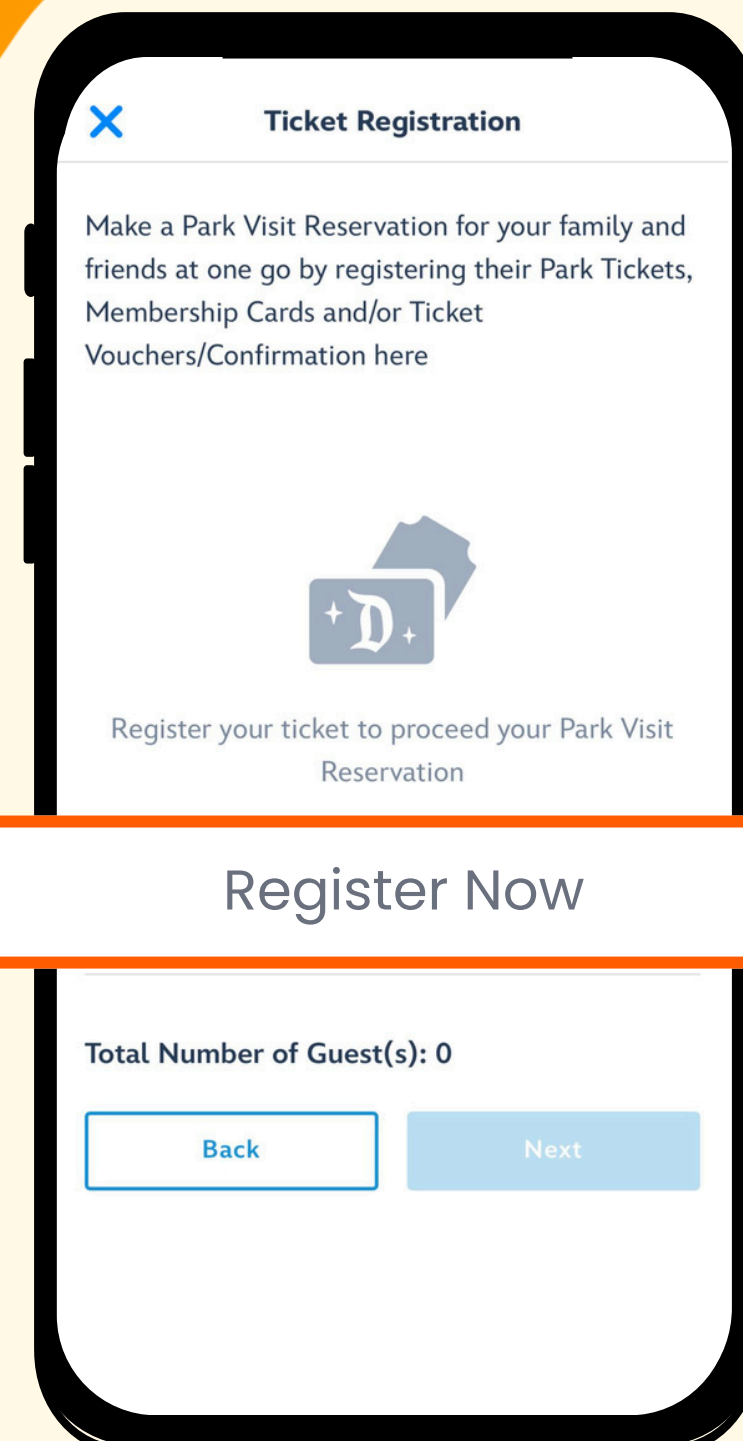 Ticket Registration
Make a Park Visit Reservation for your family and
friends at one go by registering their Park Tickets,
Membership Cards and/or Ticket
Vouchers/Confirmation here
D
Register your ticket to proceed your Park Visit
Reservation
Register Now
Total Number of Guest(s): 0
Back
Next